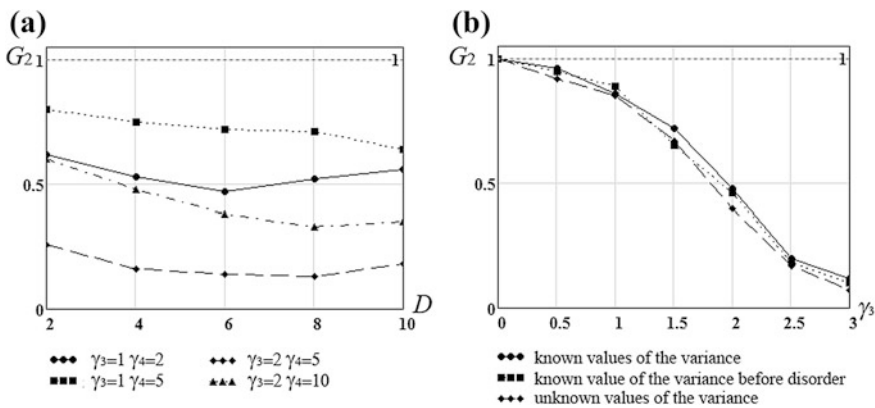 (a)
G2
1
1
0.5
0
2
4
6
8
10
D
γ3=1 γ4=2
γ3=2 γ4=5
γ3=1 γ4=5
γ3=2 γ4=10
(b)
G2
1
1
0.5
0
0
0.5
1
1.5
2
2.5
3
γ3
known values of the variance
known value of the variance before disorder
unknown values of the variance